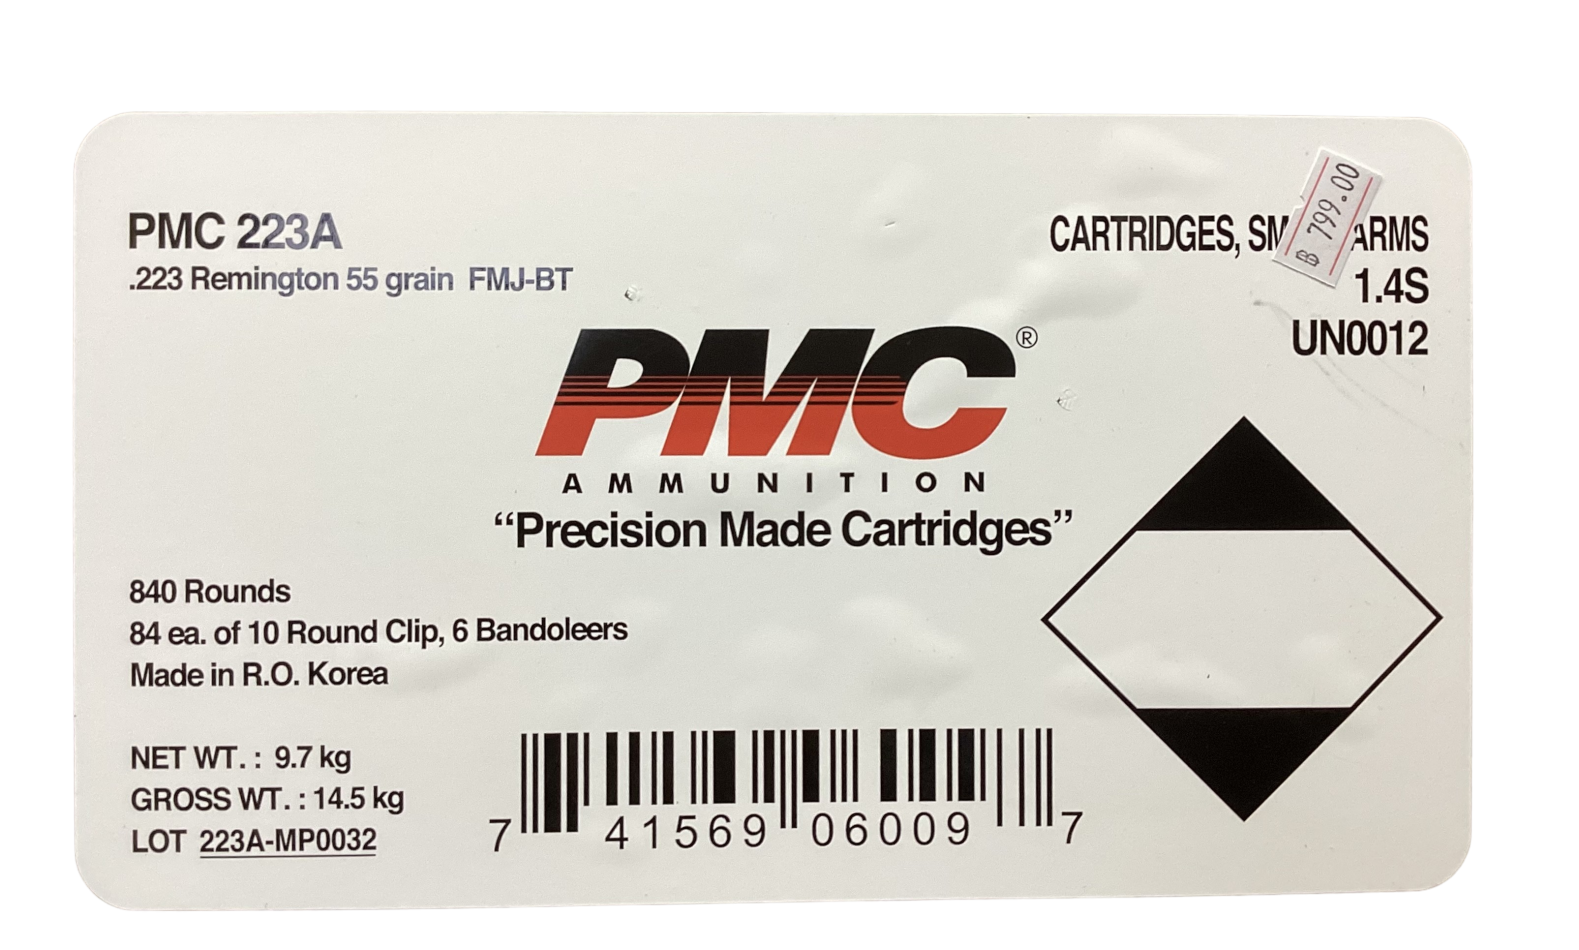 PMC 223A
.223 Remington 55 grain FMJ-BT
CARTRIDGES, SM ARMS
1.4S
UN0012
฿ 799.00
PMC®
AMMUNITION
“Precision Made Cartridges”
840 Rounds
84 ea. of 10 Round Clip, 6 Bandoleers
Made in R.O. Korea
NET WT. : 9.7 kg
GROSS WT. : 14.5 kg
LOT 223A-MP0032
7 41569 06009 7